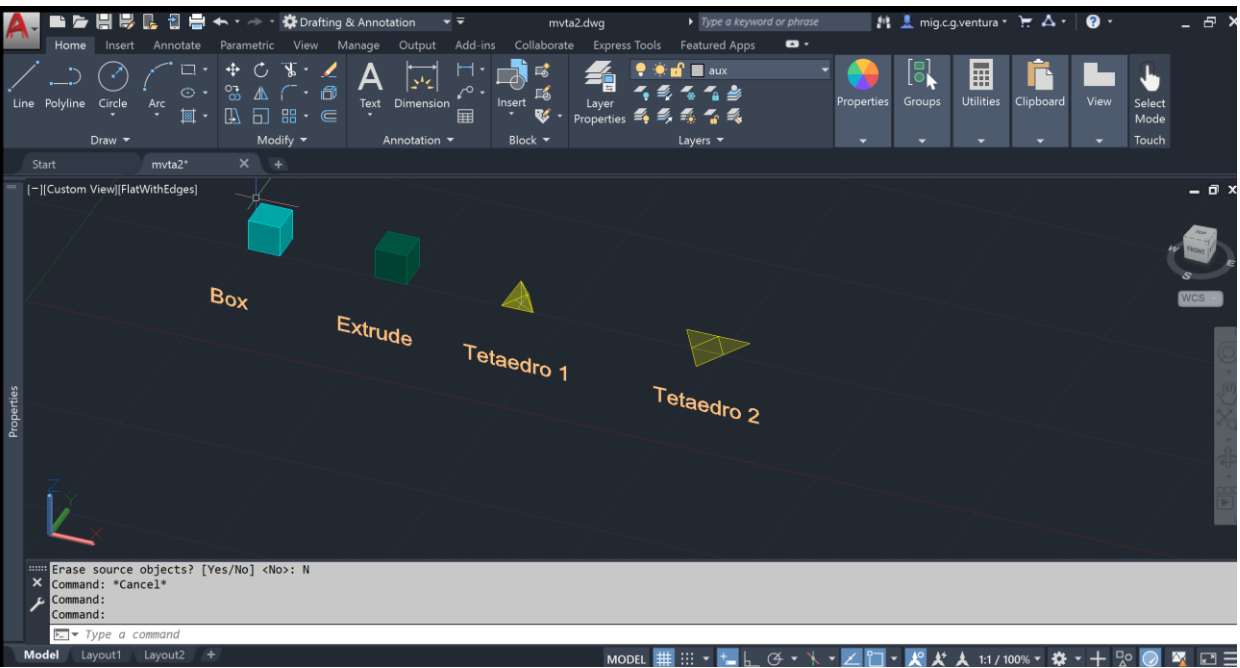 Drafting & Annotation
mvta2.dwg
Type a keyword or phrase
mig.c.g.ventura
Home Insert Annotate Parametric View Manage Output Add-ins Collaborate Express Tools Featured Apps
aux
Line Polyline Circle Arc
Text Dimension
Insert
Layer
Properties
Properties Groups Utilities Clipboard View Select
Mode
Draw Modify Annotation Block Layers Touch
Start mvta2*
[−][Custom View][FlatWithEdges]
TOP
FRONT
W
E
S
WCS
Box
Extrude
Tetaedro 1
Tetaedro 2
Properties
Z
Y
X
Erase source objects? [Yes/No] <No>: N
Command: *Cancel*
Command:
Command:
Type a command
Model Layout1 Layout2 +
MODEL
1:1 / 100%